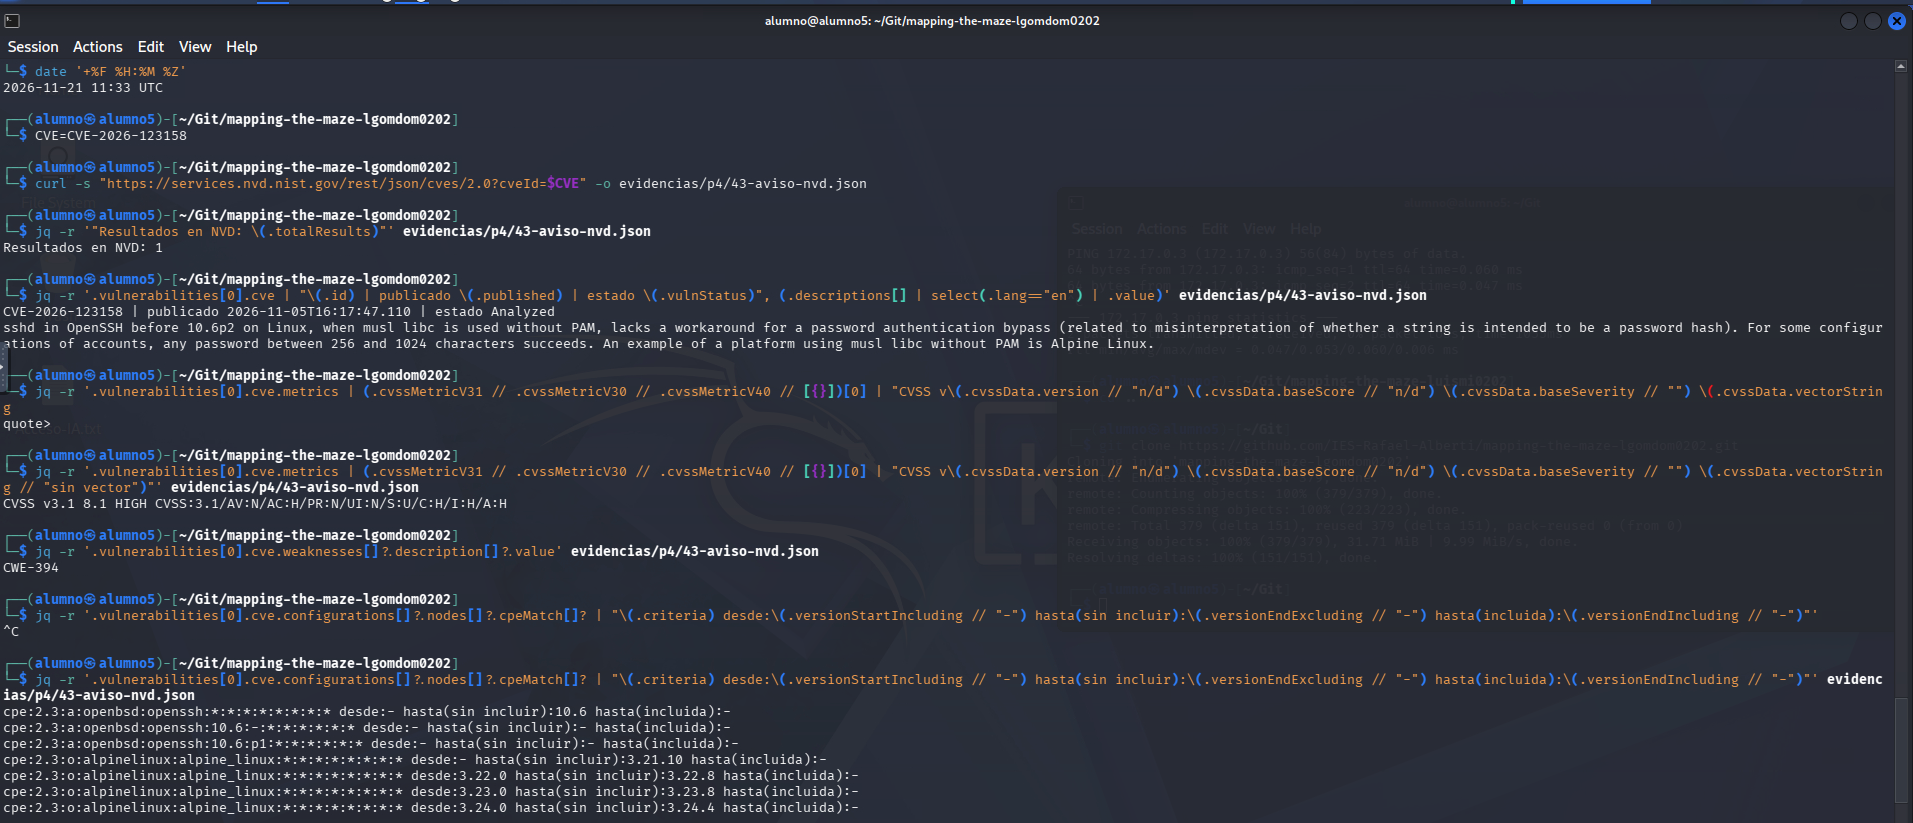 alumno@alumno5: ~/Git/mapping-the-maze-lgomdom0202
Session Actions Edit View Help
└─$ date '+%F %H:%M %Z'
2026-11-21 11:33 UTC
┌──(alumno㉿alumno5)-[~/Git/mapping-the-maze-lgomdom0202]
└─$ CVE=CVE-2026-123158
┌──(alumno㉿alumno5)-[~/Git/mapping-the-maze-lgomdom0202]
└─$ curl -s "https://services.nvd.nist.gov/rest/json/cves/2.0?cveId=$CVE" -o evidencias/p4/43-aviso-nvd.json
┌──(alumno㉿alumno5)-[~/Git/mapping-the-maze-lgomdom0202]
└─$ jq -r '"Resultados en NVD: \(.totalResults)"' evidencias/p4/43-aviso-nvd.json
Resultados en NVD: 1
┌──(alumno㉿alumno5)-[~/Git/mapping-the-maze-lgomdom0202]
└─$ jq -r '.vulnerabilities[0].cve | "\(.id) | publicado \(.published) | estado \(.vulnStatus)", (.descriptions[] | select(.lang=="en") | .value)' evidencias/p4/43-aviso-nvd.json
CVE-2026-123158 | publicado 2026-11-05T16:17:47.110 | estado Analyzed
sshd in OpenSSH before 10.6p2 on Linux, when musl libc is used without PAM, lacks a workaround for a password authentication bypass (related to misinterpretation of whether a string is intended to be a password hash). For some configur
ations of accounts, any password between 256 and 1024 characters succeeds. An example of a platform using musl libc without PAM is Alpine Linux.
┌──(alumno㉿alumno5)-[~/Git/mapping-the-maze-lgomdom0202]
└─$ jq -r '.vulnerabilities[0].cve.metrics | (.cvssMetricV31 // .cvssMetricV30 // .cvssMetricV40 // [{}])[0] | "CVSS v\(.cvssData.version // "n/d") \(.cvssData.baseScore // "n/d") \(.cvssData.baseSeverity // "") \(.cvssData.vectorStrin
g
quote>
┌──(alumno㉿alumno5)-[~/Git/mapping-the-maze-lgomdom0202]
└─$ jq -r '.vulnerabilities[0].cve.metrics | (.cvssMetricV31 // .cvssMetricV30 // .cvssMetricV40 // [{}])[0] | "CVSS v\(.cvssData.version // "n/d") \(.cvssData.baseScore // "n/d") \(.cvssData.baseSeverity // "") \(.cvssData.vectorStrin
g // "sin vector")"' evidencias/p4/43-aviso-nvd.json
CVSS v3.1 8.1 HIGH CVSS:3.1/AV:N/AC:H/PR:N/UI:N/S:U/C:H/I:H/A:H
┌──(alumno㉿alumno5)-[~/Git/mapping-the-maze-lgomdom0202]
└─$ jq -r '.vulnerabilities[0].cve.weaknesses[]?.description[]?.value' evidencias/p4/43-aviso-nvd.json
CWE-394
┌──(alumno㉿alumno5)-[~/Git/mapping-the-maze-lgomdom0202]
└─$ jq -r '.vulnerabilities[0].cve.configurations[]?.nodes[]?.cpeMatch[]? | "\(.criteria) desde:\(.versionStartIncluding // "-") hasta(sin incluir):\(.versionEndExcluding // "-") hasta(incluida):\(.versionEndIncluding // "-")"'
^C
┌──(alumno㉿alumno5)-[~/Git/mapping-the-maze-lgomdom0202]
└─$ jq -r '.vulnerabilities[0].cve.configurations[]?.nodes[]?.cpeMatch[]? | "\(.criteria) desde:\(.versionStartIncluding // "-") hasta(sin incluir):\(.versionEndExcluding // "-") hasta(incluida):\(.versionEndIncluding // "-")"' evidenc
ias/p4/43-aviso-nvd.json
cpe:2.3:a:openbsd:openssh:*:*:*:*:*:*:*:* desde:- hasta(sin incluir):10.6 hasta(incluida):-
cpe:2.3:a:openbsd:openssh:10.6:-:*:*:*:*:*:* desde:- hasta(sin incluir):- hasta(incluida):-
cpe:2.3:a:openbsd:openssh:10.6:p1:*:*:*:*:*:* desde:- hasta(sin incluir):- hasta(incluida):-
cpe:2.3:o:alpinelinux:alpine_linux:*:*:*:*:*:*:*:* desde:- hasta(sin incluir):3.21.10 hasta(incluida):-
cpe:2.3:o:alpinelinux:alpine_linux:*:*:*:*:*:*:*:* desde:3.22.0 hasta(sin incluir):3.22.8 hasta(incluida):-
cpe:2.3:o:alpinelinux:alpine_linux:*:*:*:*:*:*:*:* desde:3.23.0 hasta(sin incluir):3.23.8 hasta(incluida):-
cpe:2.3:o:alpinelinux:alpine_linux:*:*:*:*:*:*:*:* desde:3.24.0 hasta(sin incluir):3.24.4 hasta(incluida):-